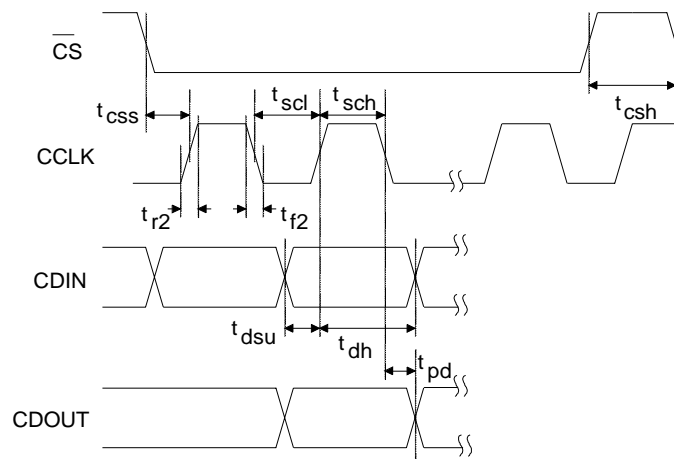 CS
t css
t scl
t sch
t csh
CCLK
t r2
t f2
CDIN
t dsu
t dh
t pd
CDOUT